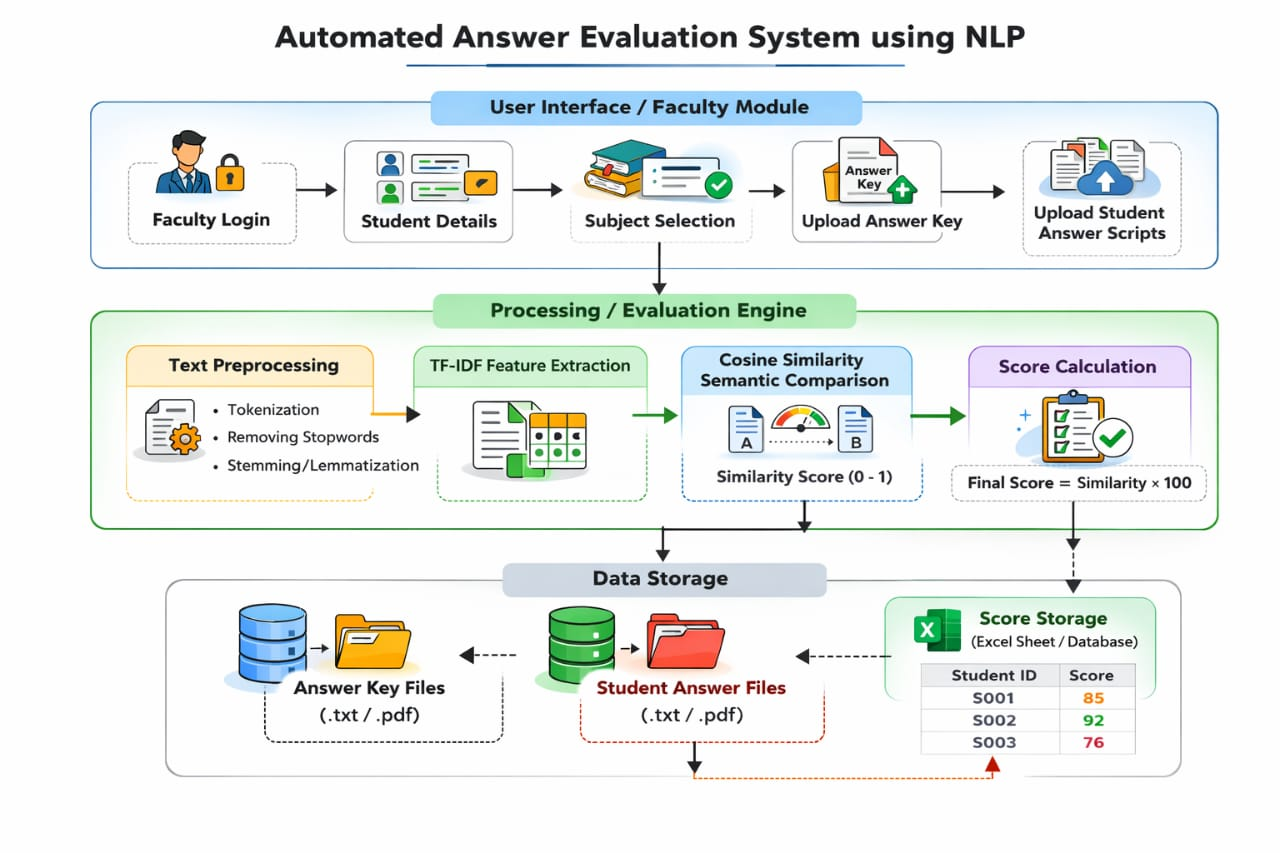 Automated Answer Evaluation System using NLP
User Interface / Faculty Module
Faculty Login
Student Details
Subject Selection
Answer
Key
Upload Answer Key
Upload Student
Answer Scripts
Processing / Evaluation Engine
Text Preprocessing
• Tokenization
• Removing Stopwords
• Stemming/Lemmatization
TF-IDF Feature Extraction
Cosine Similarity
Semantic Comparison
A
B
Similarity Score (0 - 1)
Score Calculation
Final Score = Similarity × 100
Data Storage
Answer Key Files
(.txt / .pdf)
Student Answer Files
(.txt / .pdf)
X
Score Storage
(Excel Sheet / Database)
Student ID Score
S001 85
S002 92
S003 76